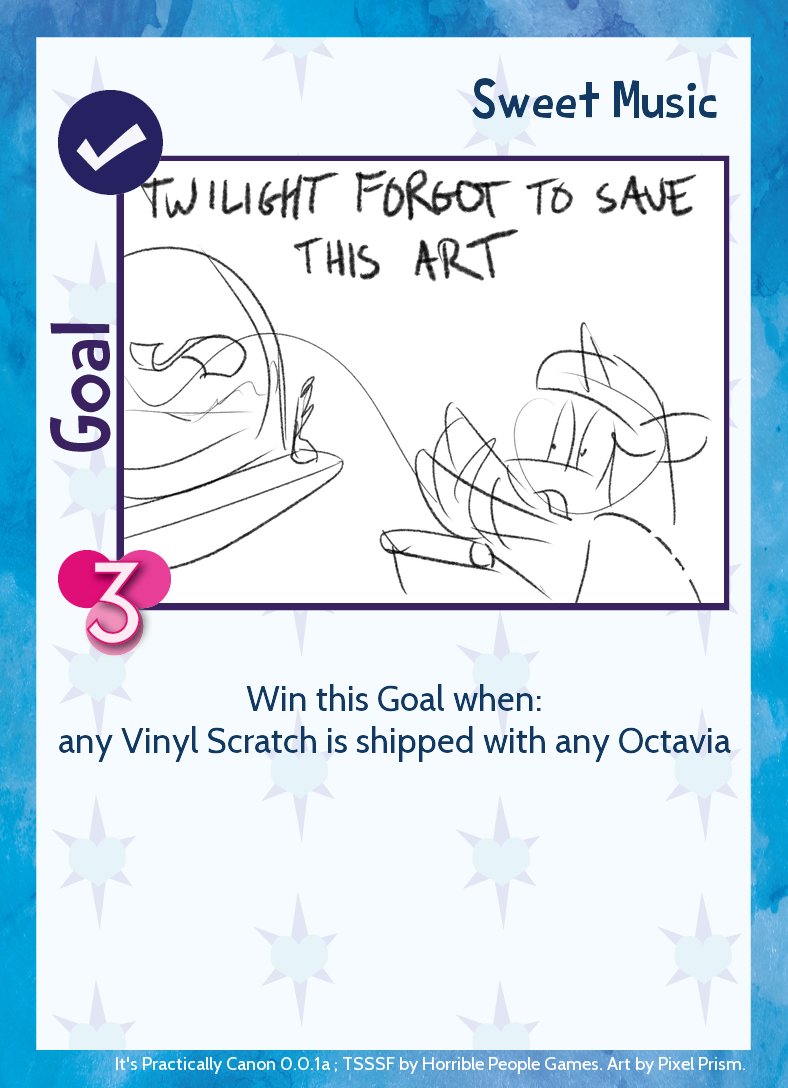 Sweet Music
TWILIGHT FORGOT TO SAVE
THIS ART
Goal
3
Win this Goal when:
any Vinyl Scratch is shipped with any Octavia
It's Practically Canon 0.0.1a ; TSSSF by Horrible People Games. Art by Pixel Prism.